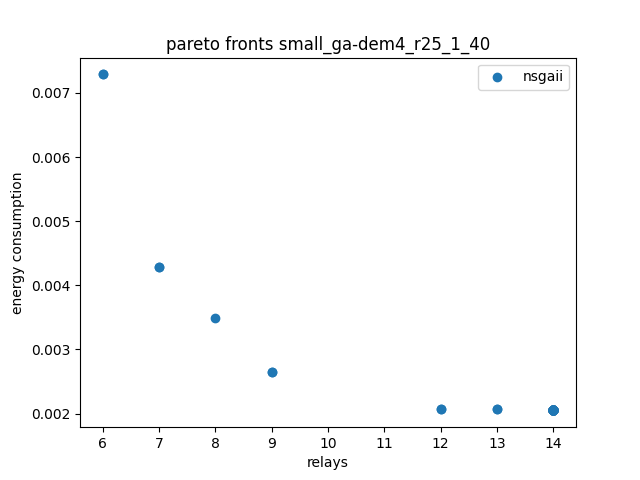 pareto fronts small_ga-dem4_r25_1_40
nsgaii
0.007
0.006
0.005
0.004
0.003
0.002
energy consumption
6 7 8 9 10 11 12 13 14
relays